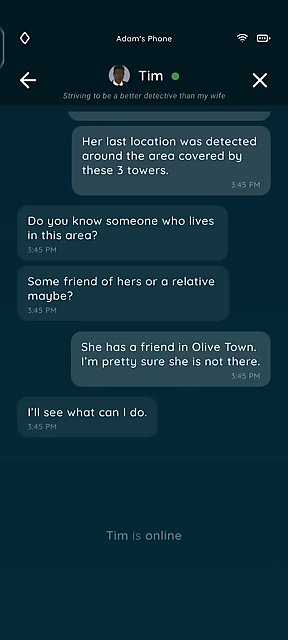 Adam's Phone
Tim
Striving to be a better detective than my wife
Her last location was detected
around the area covered by
these 3 towers.
3:45 PM
Do you know someone who lives
in this area?
3:45 PM
Some friend of hers or a relative
maybe?
3:45 PM
She has a friend in Olive Town.
I'm pretty sure she is not there.
3:45 PM
I'll see what can I do.
3:45 PM
Tim is online